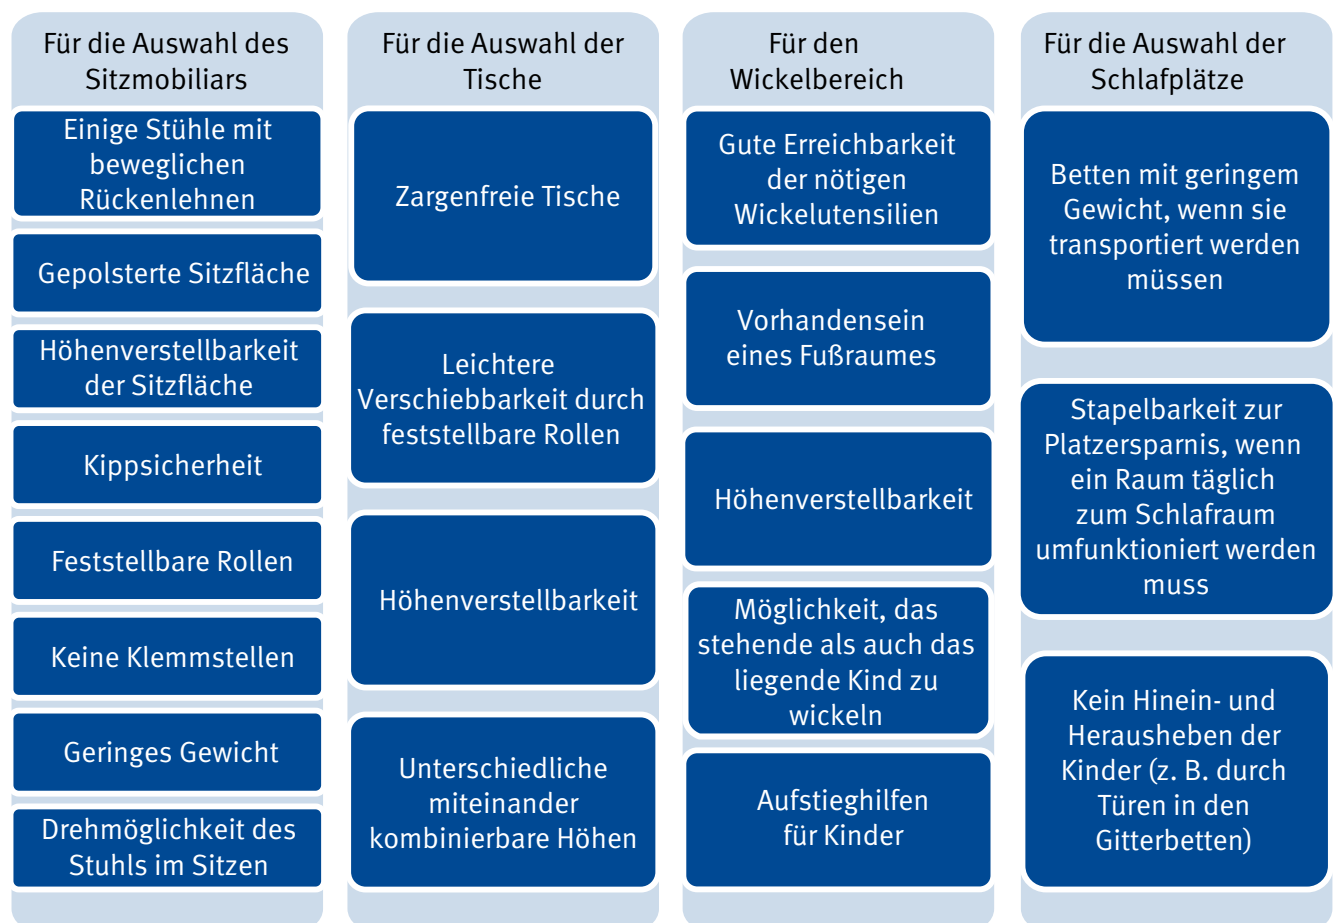 Für die Auswahl des
Sitzmobiliars
Einige Stühle mit
beweglichen
Rückenlehnen
Gepolsterte Sitzfläche
Höhenverstellbarkeit
der Sitzfläche
Kippsicherheit
Feststellbare Rollen
Keine Klemmstellen
Geringes Gewicht
Drehmöglichkeit des
Stuhls im Sitzen
Für die Auswahl der
Tische
Zargenfreie Tische
Leichtere
Verschiebbarkeit durch
feststellbare Rollen
Höhenverstellbarkeit
Unterschiedliche
miteinander
kombinierbare Höhen
Für den
Wickelbereich
Gute Erreichbarkeit
der nötigen
Wickelutensilien
Vorhandensein
eines Fußraumes
Höhenverstellbarkeit
Möglichkeit, das
stehende als auch das
liegende Kind zu
wickeln
Aufstieghilfen
für Kinder
Für die Auswahl der
Schlafplätze
Betten mit geringem
Gewicht, wenn sie
transportiert werden
müssen
Stapelbarkeit zur
Platzersparnis, wenn
ein Raum täglich
zum Schlafraum
umfunktioniert werden
muss
Kein Hinein- und
Herausheben der
Kinder (z. B. durch
Türen in den
Gitterbetten)